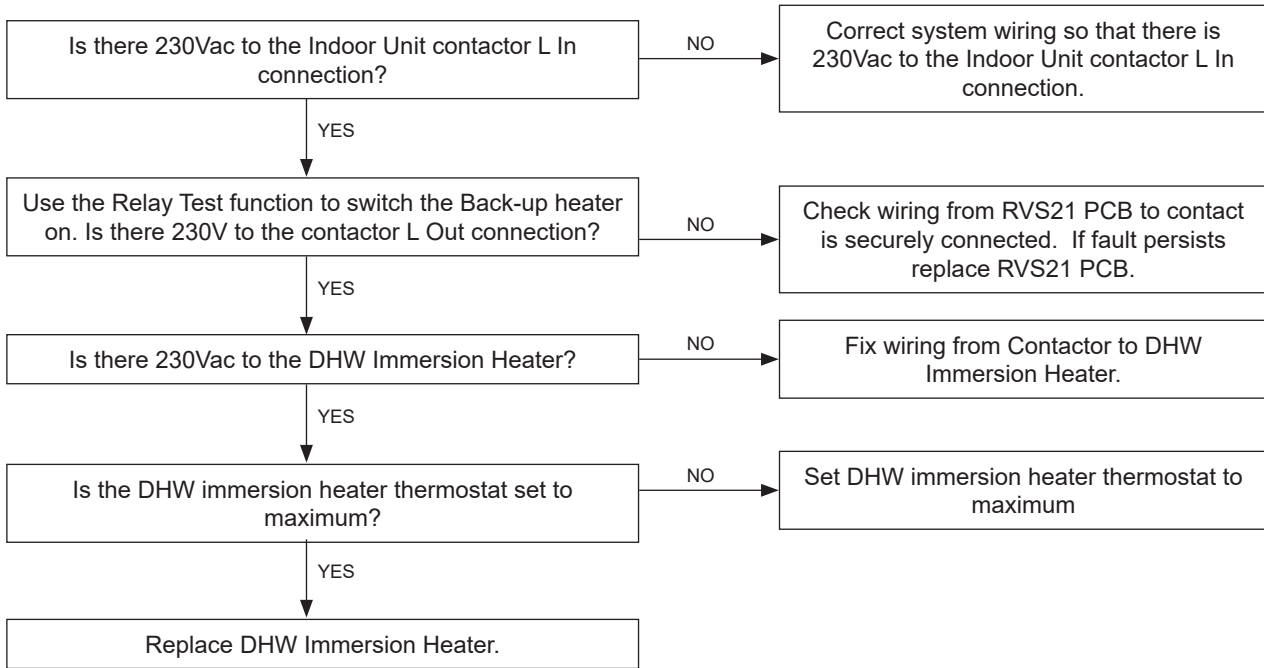 Is there 230Vac to the Indoor Unit contactor L In
connection?
NO
Correct system wiring so that there is
230Vac to the Indoor Unit contactor L In
connection.
YES
Use the Relay Test function to switch the Back-up heater
on. Is there 230V to the contactor L Out connection?
NO
Check wiring from RVS21 PCB to contact
is securely connected.  If fault persists
replace RVS21 PCB.
YES
Is there 230Vac to the DHW Immersion Heater?
NO
Fix wiring from Contactor to DHW
Immersion Heater.
YES
Is the DHW immersion heater thermostat set to
maximum?
NO
Set DHW immersion heater thermostat to
maximum
YES
Replace DHW Immersion Heater.